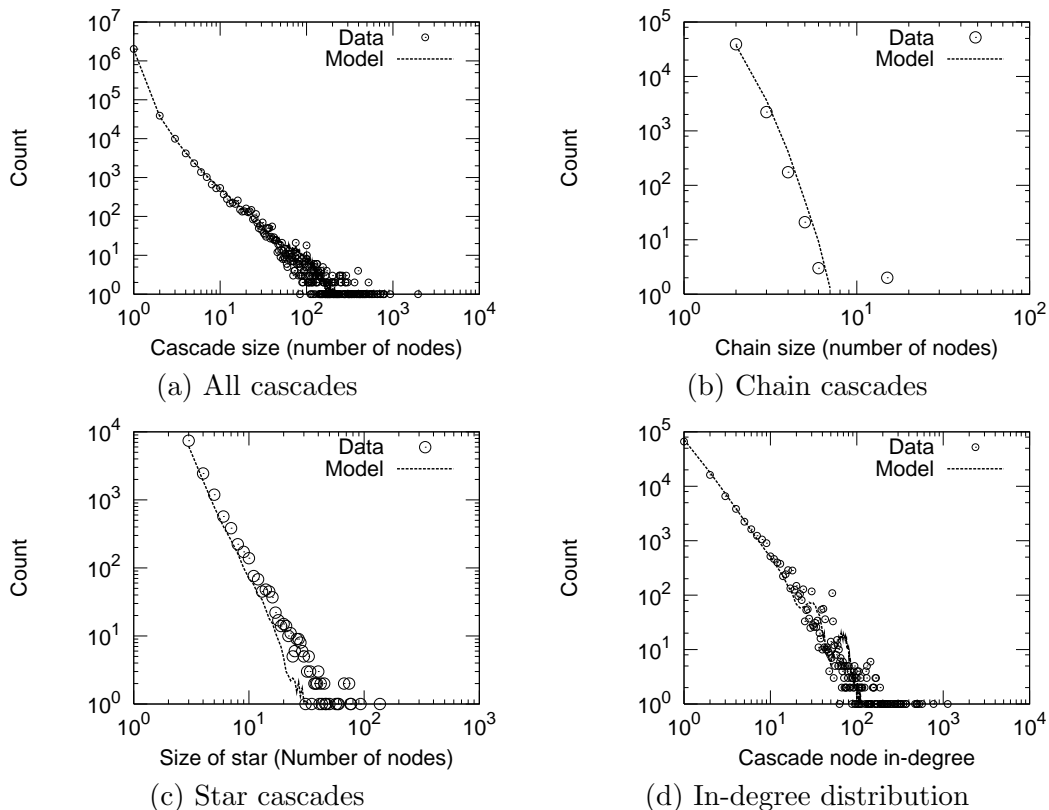 10^7
10^6
10^5
10^4
10^3
10^2
10^1
10^0
Count
Data
Model
10^0 10^1 10^2 10^3 10^4
Cascade size (number of nodes)
(a) All cascades
10^5
10^4
10^3
10^2
10^1
10^0
Count
Data
Model
10^0 10^1 10^2
Chain size (number of nodes)
(b) Chain cascades
10^4
10^3
10^2
10^1
10^0
Count
Data
Model
10^0 10^1 10^2 10^3
Size of star (Number of nodes)
(c) Star cascades
10^5
10^4
10^3
10^2
10^1
10^0
Count
Data
Model
10^0 10^1 10^2 10^3 10^4
Cascade node in-degree
(d) In-degree distribution